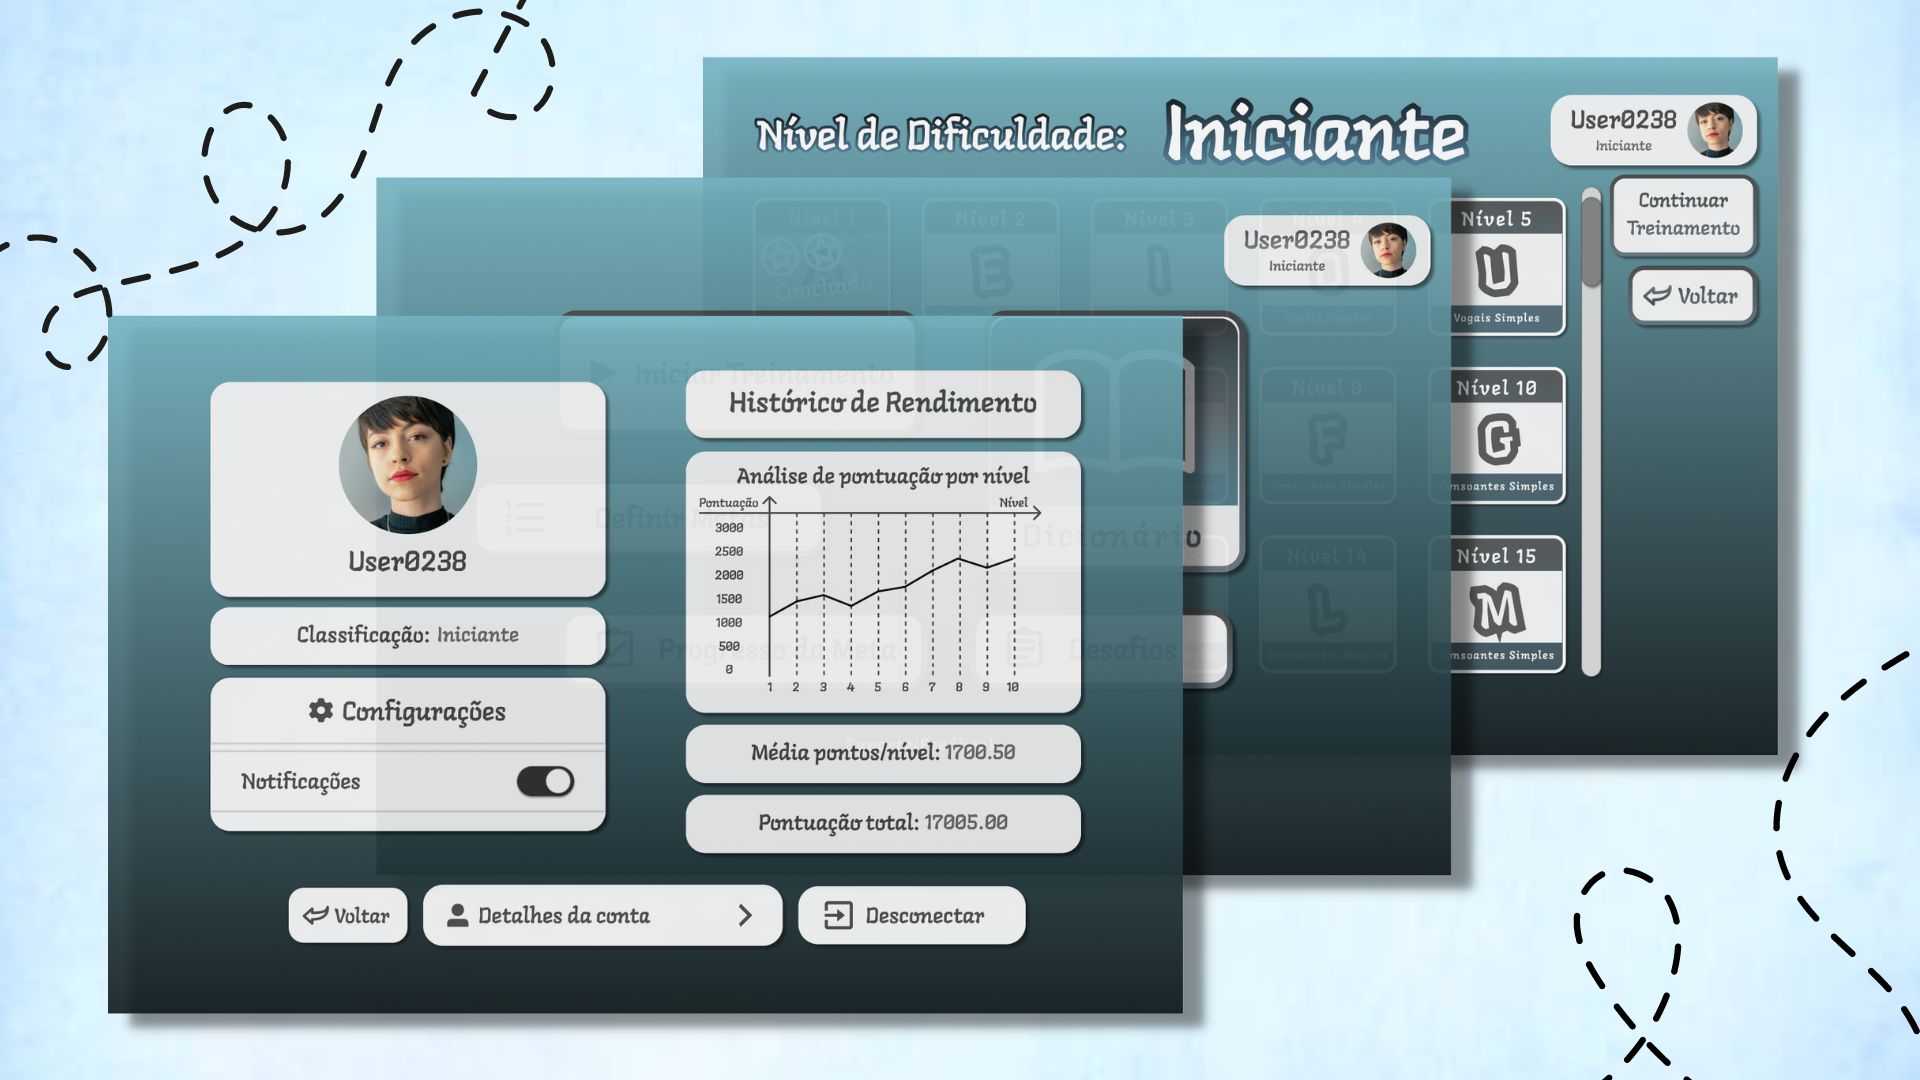 Nível de Dificuldade: Iniciante
User0238
Iniciante
Continuar
Treinamento
Voltar
Nível 1
Concluído
Nível 2
E
Nível 3
I
Nível 4
O
Vogais Simples
Nível 5
U
Vogais Simples
Nível 9
F
Consoantes Simples
Nível 10
G
nsoantes Simples
Nível 14
L
Consoantes Simples
Nível 15
M
nsoantes Simples
User0238
Iniciante
Iniciar Treinamento
Definir Metas
Dicionário
Progresso da Meta
Desafios
User0238
Classificação: Iniciante
Configurações
Notificações
Histórico de Rendimento
Análise de pontuação por nível
Pontuação
Nível
3000
2500
2000
1500
1000
500
0
1 2 3 4 5 6 7 8 9 10
Média pontos/nível: 1700.50
Pontuação total: 17005.00
Voltar
Detalhes da conta
Desconectar